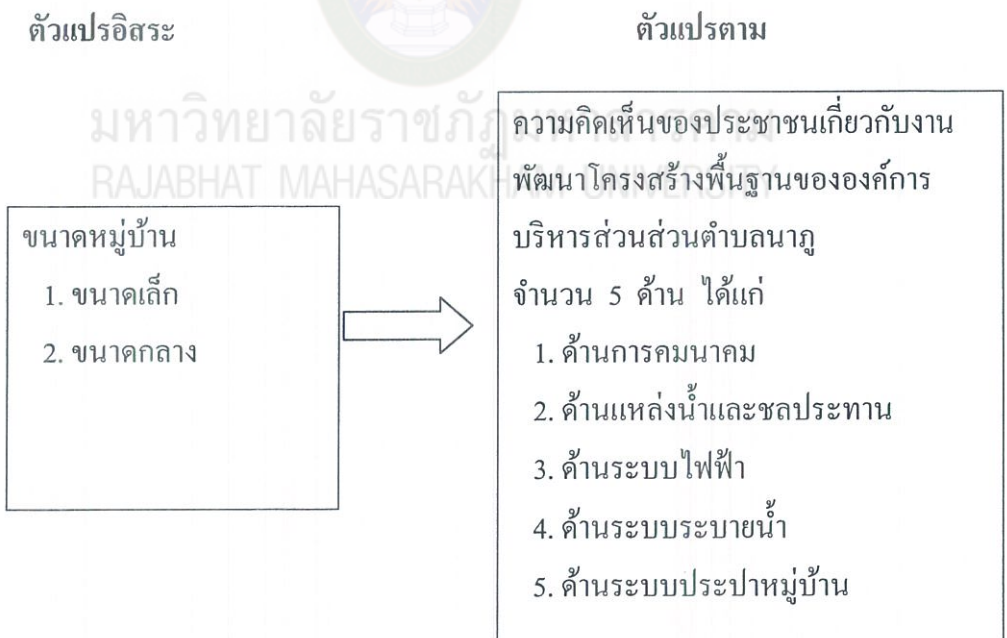 ตัวแปรอิสระ
ตัวแปรตาม
มหาวิทยาลัยราชภัฏมหาสารคาม
RAJABHAT MAHASARAKHAM UNIVERSITY
ขนาดหมู่บ้าน
1. ขนาดเล็ก
2. ขนาดกลาง
ความคิดเห็นของประชาชนเกี่ยวกับงาน
พัฒนาโครงสร้างพื้นฐานขององค์การ
บริหารส่วนส่วนตำบลนาภู
จำนวน 5 ด้าน ได้แก่
1. ด้านการคมนาคม
2. ด้านแหล่งน้ำและชลประทาน
3. ด้านระบบไฟฟ้า
4. ด้านระบบระบายน้ำ
5. ด้านระบบประปาหมู่บ้าน